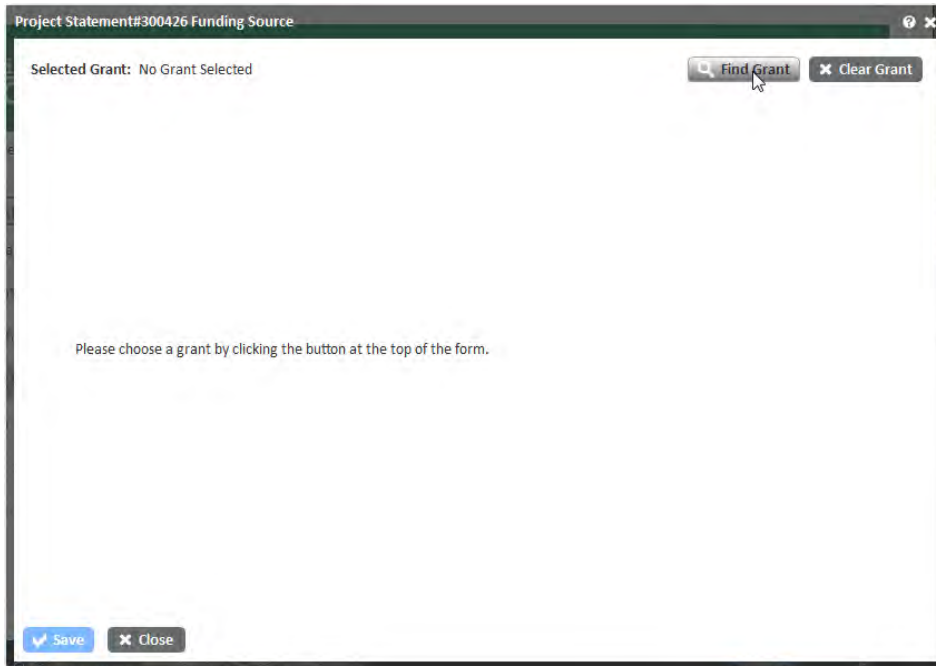 Project Statement#300426 Funding Source
Selected Grant: No Grant Selected
Find Grant
Clear Grant
Please choose a grant by clicking the button at the top of the form.
Save
Close